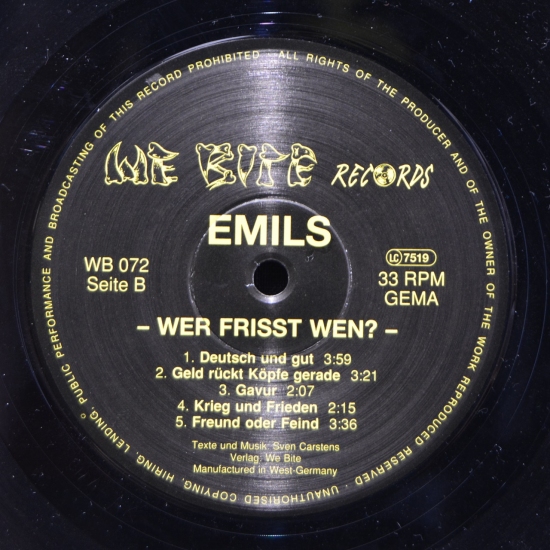 WE BITE RECORDS
EMILS
WB 072
Seite B
LC 7519
33 RPM
GEMA
– WER FRISST WEN? –
1. Deutsch und gut 3:59
2. Geld rückt Köpfe gerade 3:21
3. Gavur 2:07
4. Krieg und Frieden 2:15
5. Freund oder Feind 3:36
Texte und Musik: Sven Carstens
Verlag: We Bite
Manufactured in West-Germany
ALL RIGHTS OF THE PRODUCER AND OF THE OWNER OF THE WORK REPRODUCED RESERVED · UNAUTHORISED COPYING, HIRING, LENDING, PUBLIC PERFORMANCE AND BROADCASTING OF THIS RECORD PROHIBITED